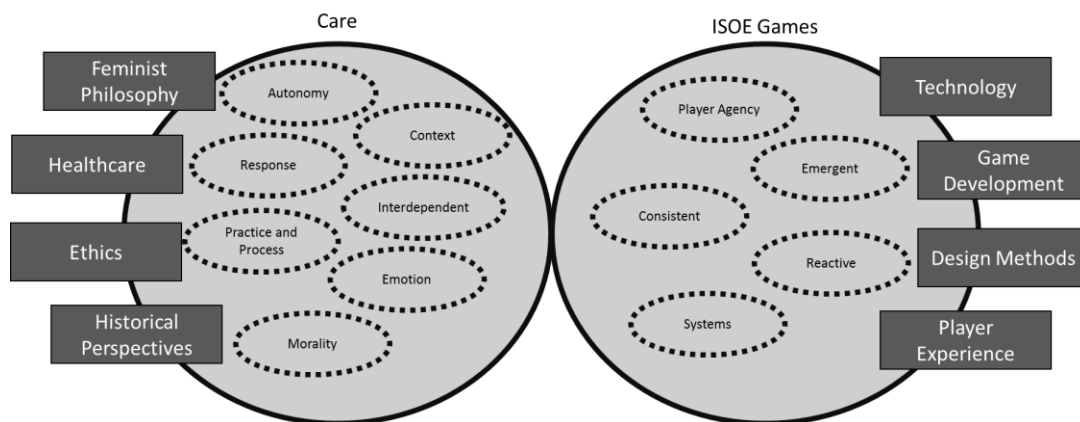 Care
ISOE Games
Feminist
Philosophy
Healthcare
Ethics
Historical
Perspectives
Autonomy
Context
Response
Interdependent
Practice and
Process
Emotion
Morality
Player Agency
Emergent
Consistent
Reactive
Systems
Technology
Game
Development
Design Methods
Player
Experience